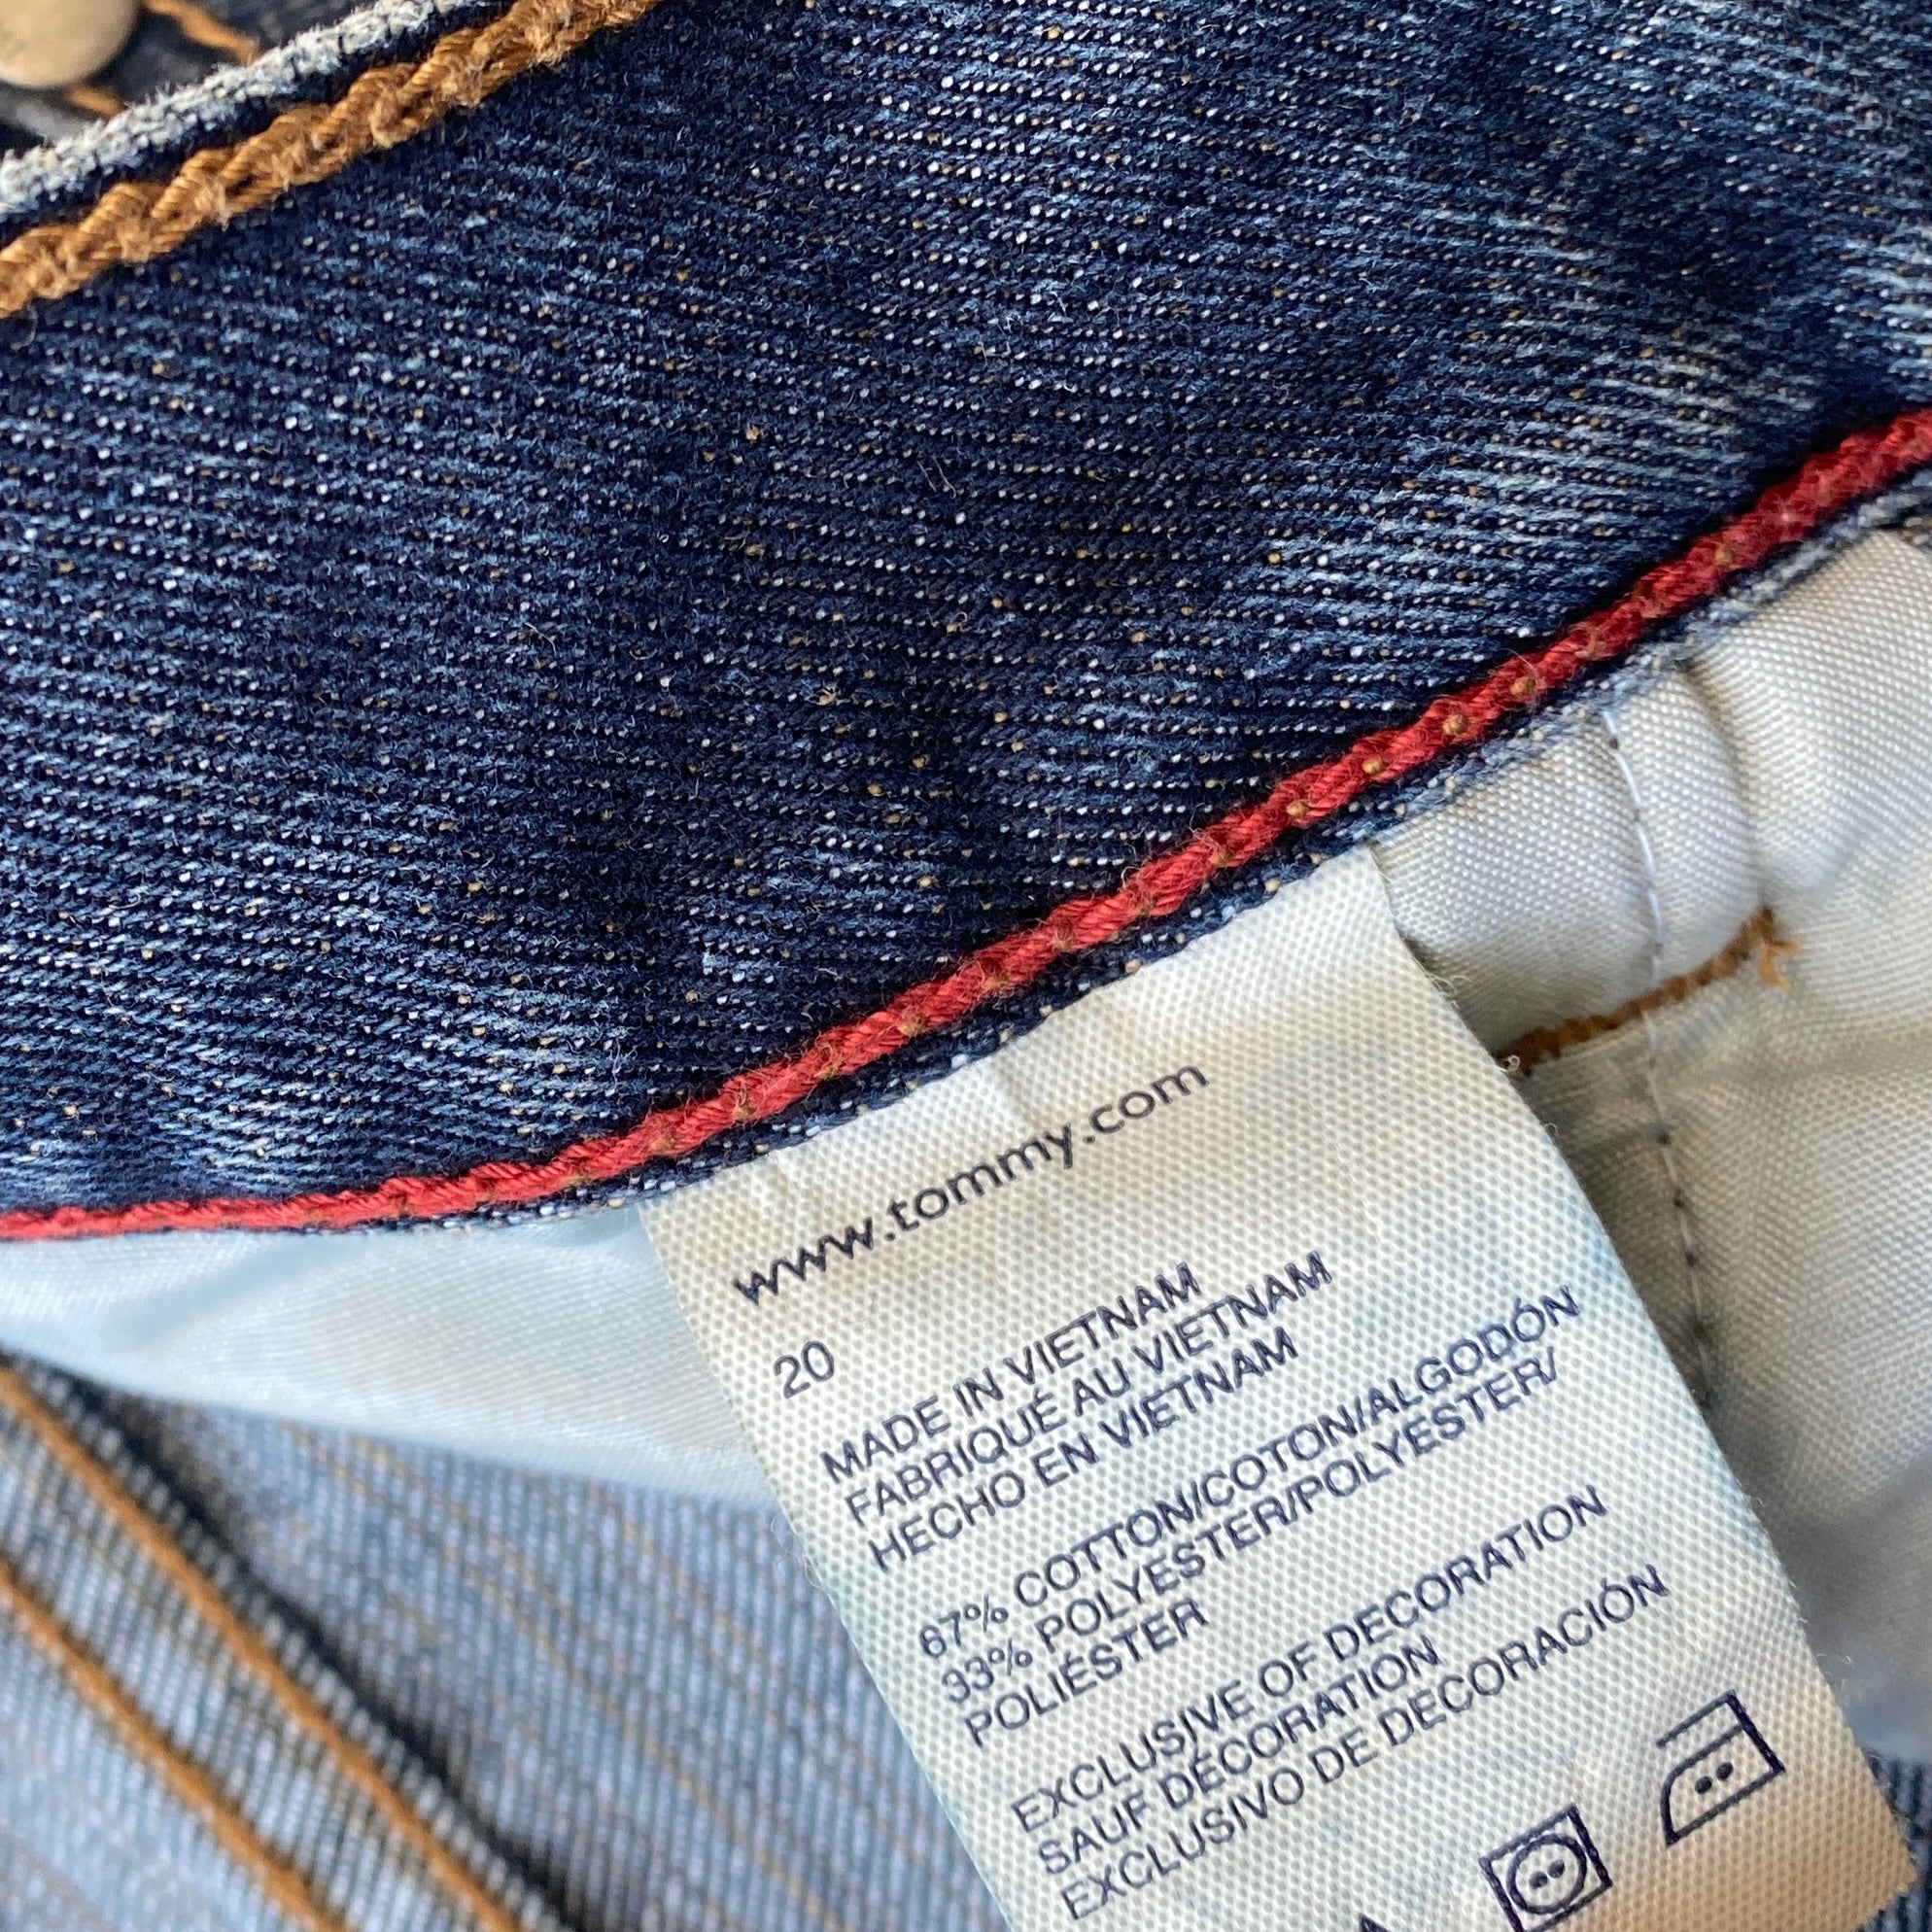 www.tommy.com
20
MADE IN VIETNAM
FABRIQUÉ AU VIETNAM
HECHO EN VIETNAM
67% COTTON/COTON/ALGODÓN
33% POLYESTER/POLYESTER/
POLIÉSTER
EXCLUSIVE OF DECORATION
SAUF DÉCORATION
EXCLUSIVO DE DECORACIÓN